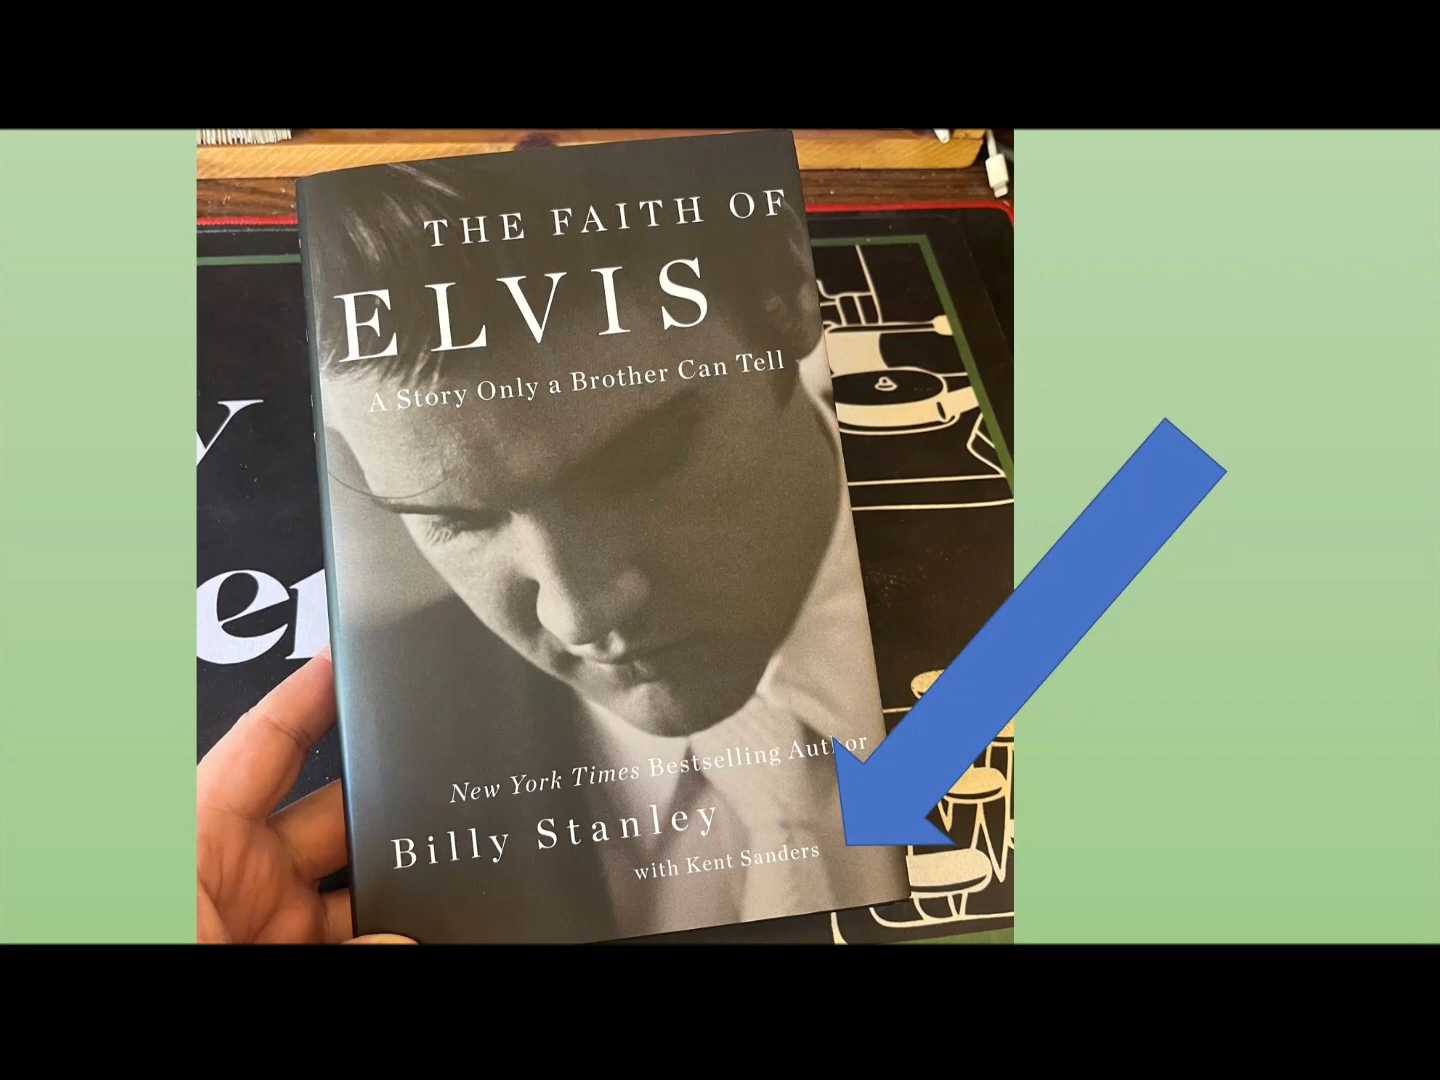 THE FAITH OF
ELVIS
A Story Only a Brother Can Tell
New York Times Bestselling Author
Billy Stanley
with Kent Sanders